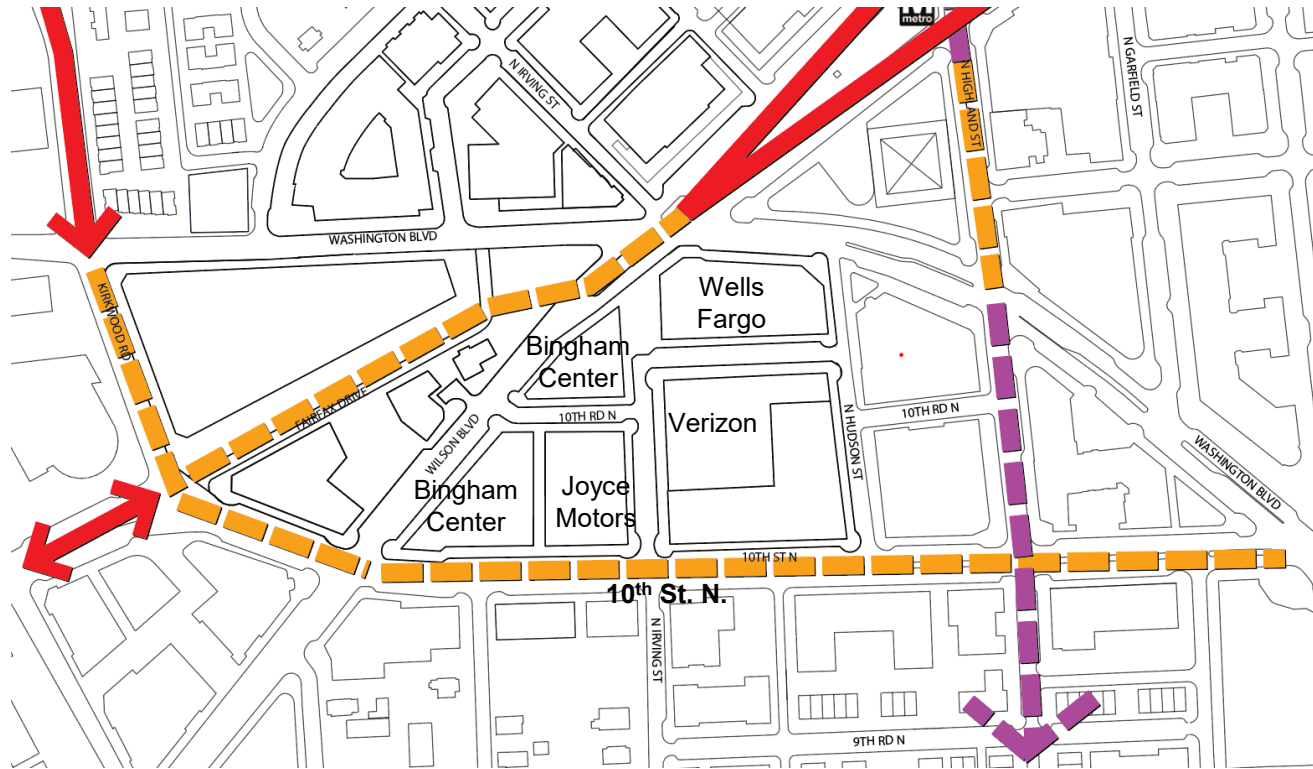 metro
N IRVING ST
N HIGHLAND ST
N GARFIELD ST
WASHINGTON BLVD
KIRKWOOD RD
Wells
Fargo
Bingham
Center
FAIRFAX DRIVE
10TH RD N
10TH RD N
Verizon
N HUDSON ST
WILSON BLVD
WASHINGTON BLVD
Bingham
Center
Joyce
Motors
10TH ST N
10th St. N.
N IRVING ST
9TH RD N